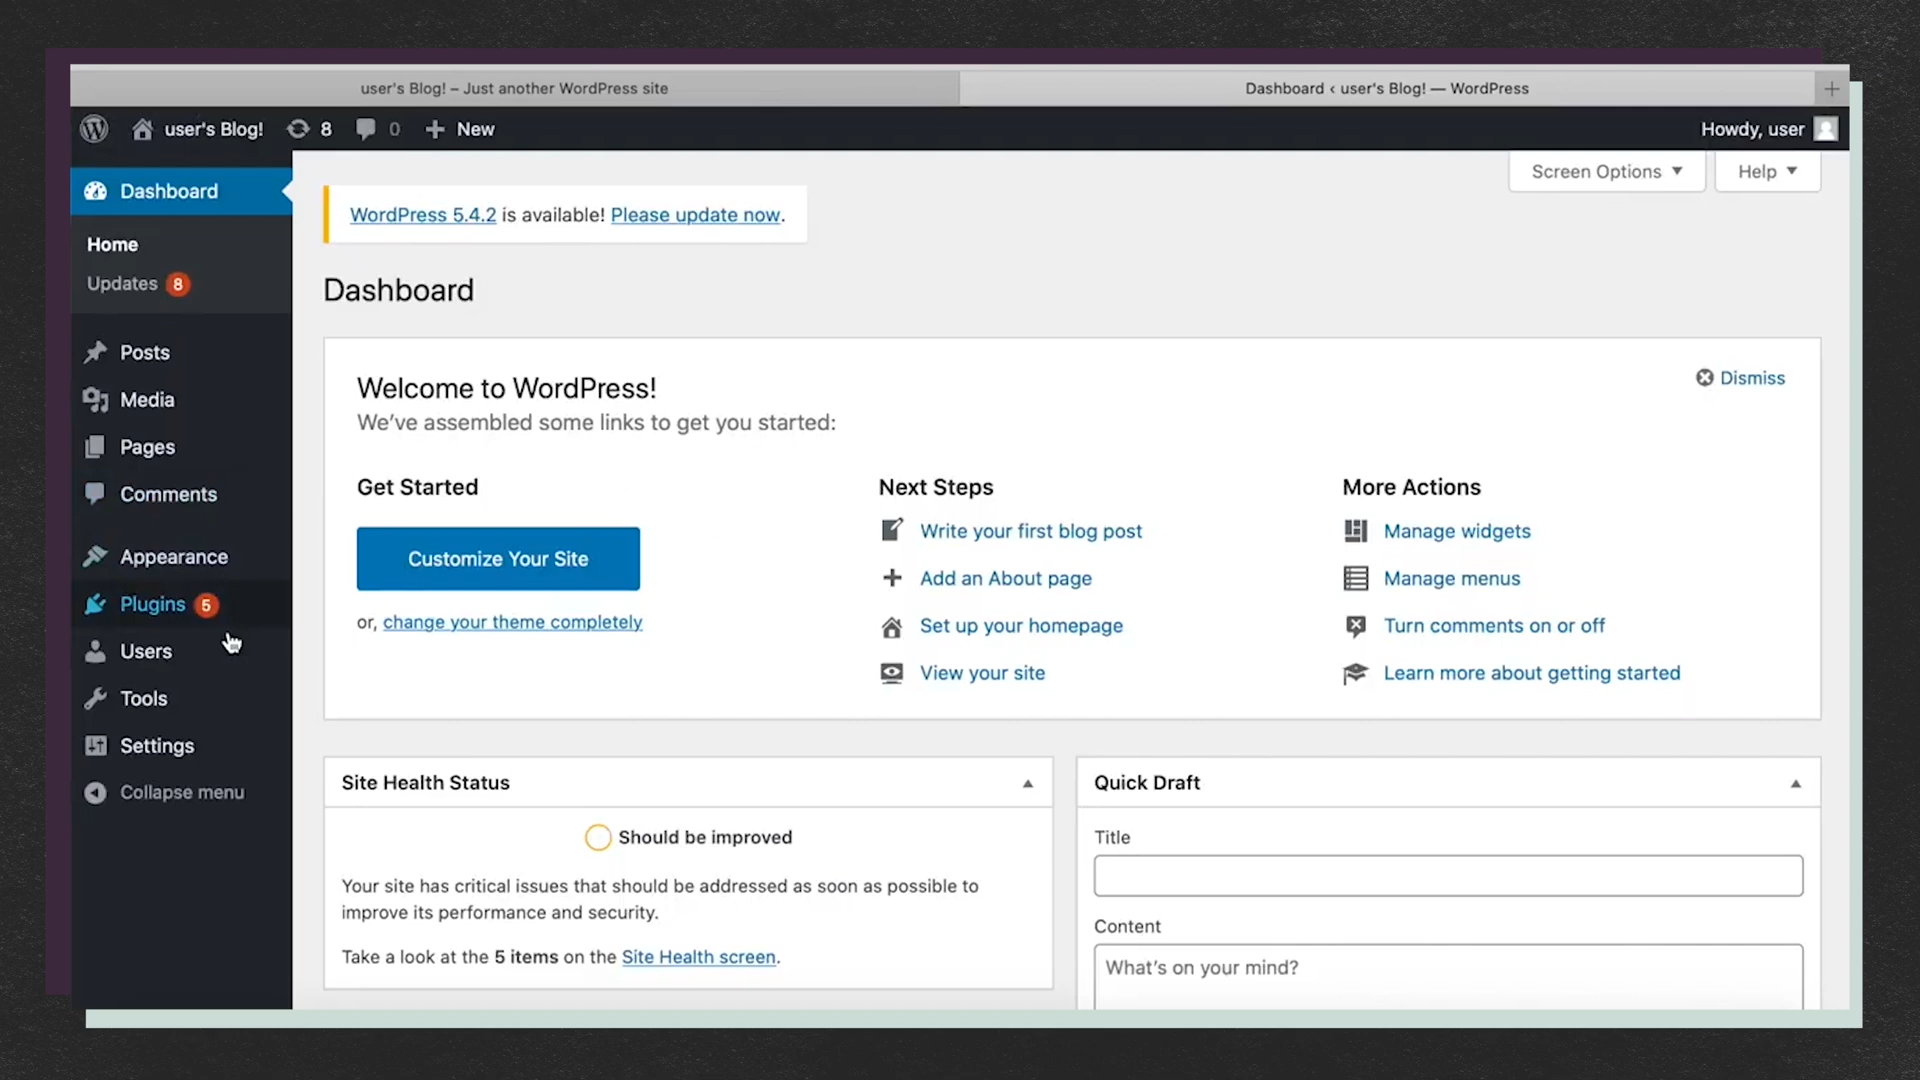 user's Blog! – Just another WordPress site
Dashboard ‹ user's Blog! — WordPress
user's Blog!
8
0
New
Howdy, user
Dashboard
Home
Updates 8
Posts
Media
Pages
Comments
Appearance
Plugins 5
Users
Tools
Settings
Collapse menu
Screen Options
Help
WordPress 5.4.2 is available! Please update now.
Dashboard
Welcome to WordPress!
We’ve assembled some links to get you started:
Dismiss
Get Started
Customize Your Site
or, change your theme completely
Next Steps
Write your first blog post
Add an About page
Set up your homepage
View your site
More Actions
Manage widgets
Manage menus
Turn comments on or off
Learn more about getting started
Site Health Status
Should be improved
Your site has critical issues that should be addressed as soon as possible to
improve its performance and security.
Take a look at the 5 items on the Site Health screen.
Quick Draft
Title
Content
What’s on your mind?